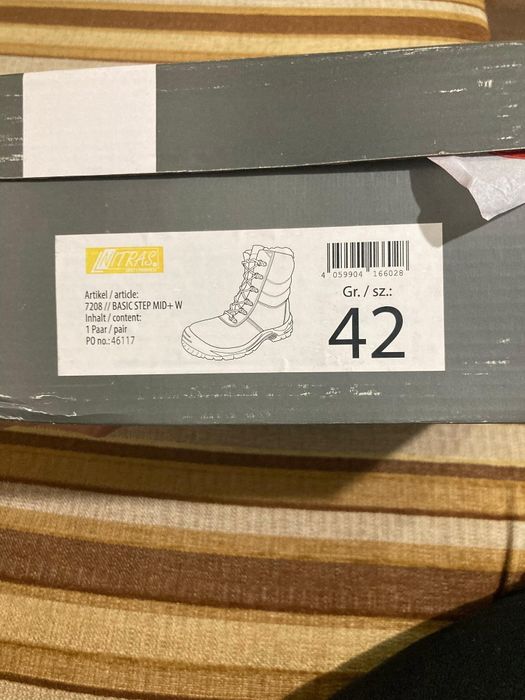 NITRAS
Artikel / article:
7208 // BASIC STEP MID+ W
Inhalt / content:
1 Paar / pair
PO no.: 46117
4 059904 166028
Gr. / sz.:
42